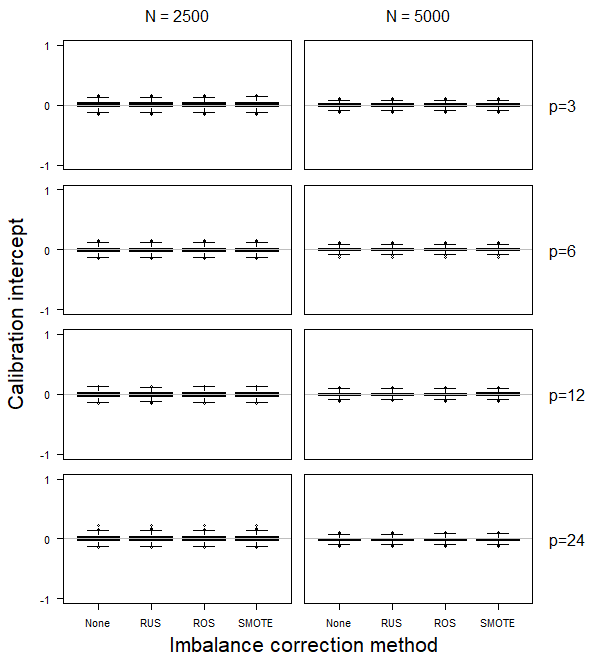 N = 2500 N = 5000
1
0
-1
p=3
1
0
-1
p=6
Calibration intercept
1
0
-1
p=12
1
0
-1
p=24
None RUS ROS SMOTE None RUS ROS SMOTE
Imbalance correction method